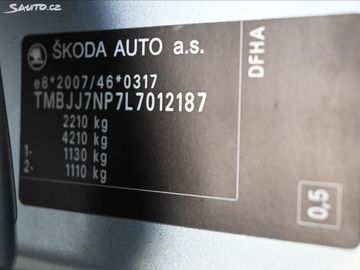 Sauto.cz
ŠKODA AUTO a.s.
e8*2007/46*0317
TMBJJ7NP7L7012187
2210 kg
4210 kg
1- 1130 kg
2- 1110 kg
DFHA
0,5